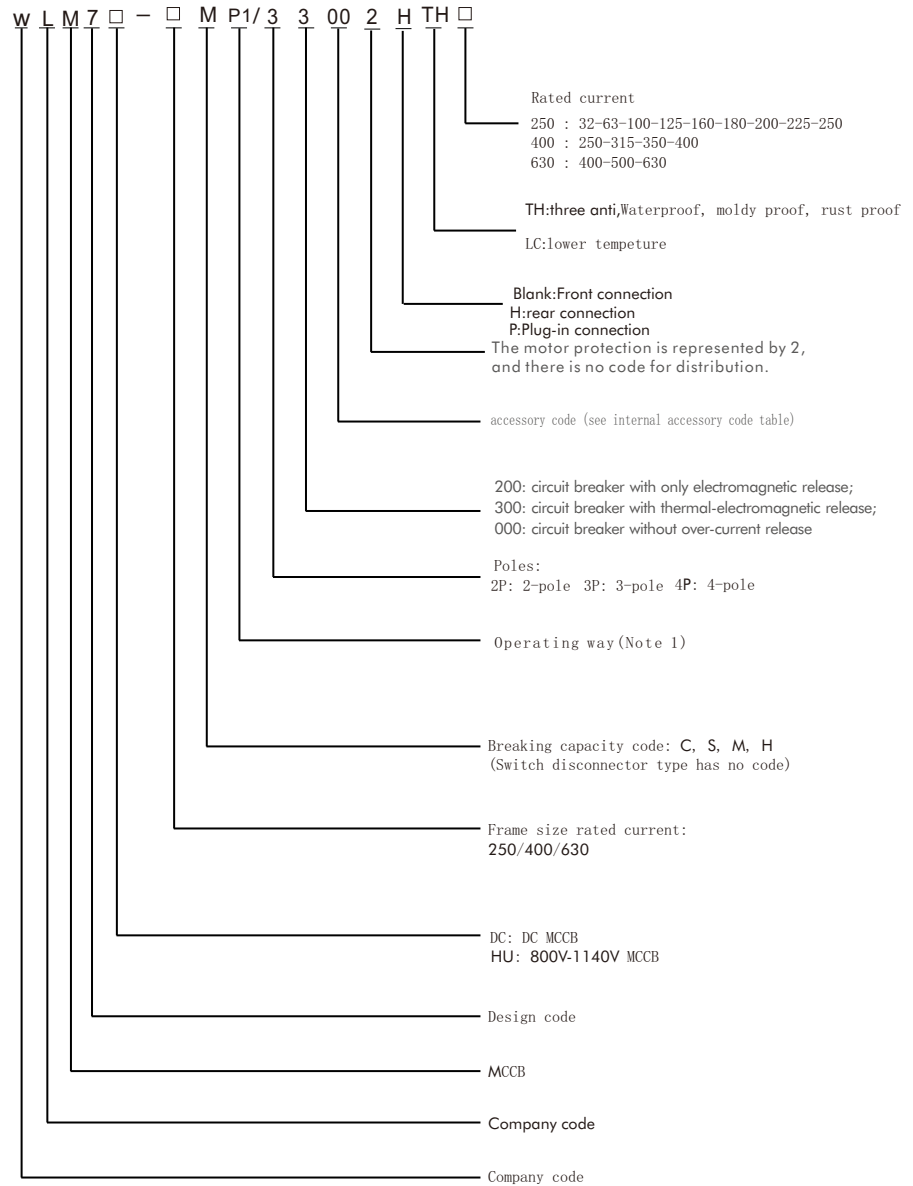 w L M 7 □ - □ M P1/ 3 3 00 2 H TH □
Rated current
250 : 32-63-100-125-160-180-200-225-250
400 : 250-315-350-400
630 : 400-500-630
TH:three anti,Waterproof, moldy proof, rust proof
LC:lower tempeture
Blank:Front connection
H:rear connection
P:Plug-in connection
The motor protection is represented by 2,
and there is no code for distribution.
accessory code (see internal accessory code table)
200: circuit breaker with only electromagnetic release;
300: circuit breaker with thermal-electromagnetic release;
000: circuit breaker without over-current release
Poles:
2P: 2-pole 3P: 3-pole 4P: 4-pole
Operating way(Note 1)
Breaking capacity code: C, S, M, H
(Switch disconnector type has no code)
Frame size rated current:
250/400/630
DC: DC MCCB
HU: 800V-1140V MCCB
Design code
MCCB
Company code
Company code